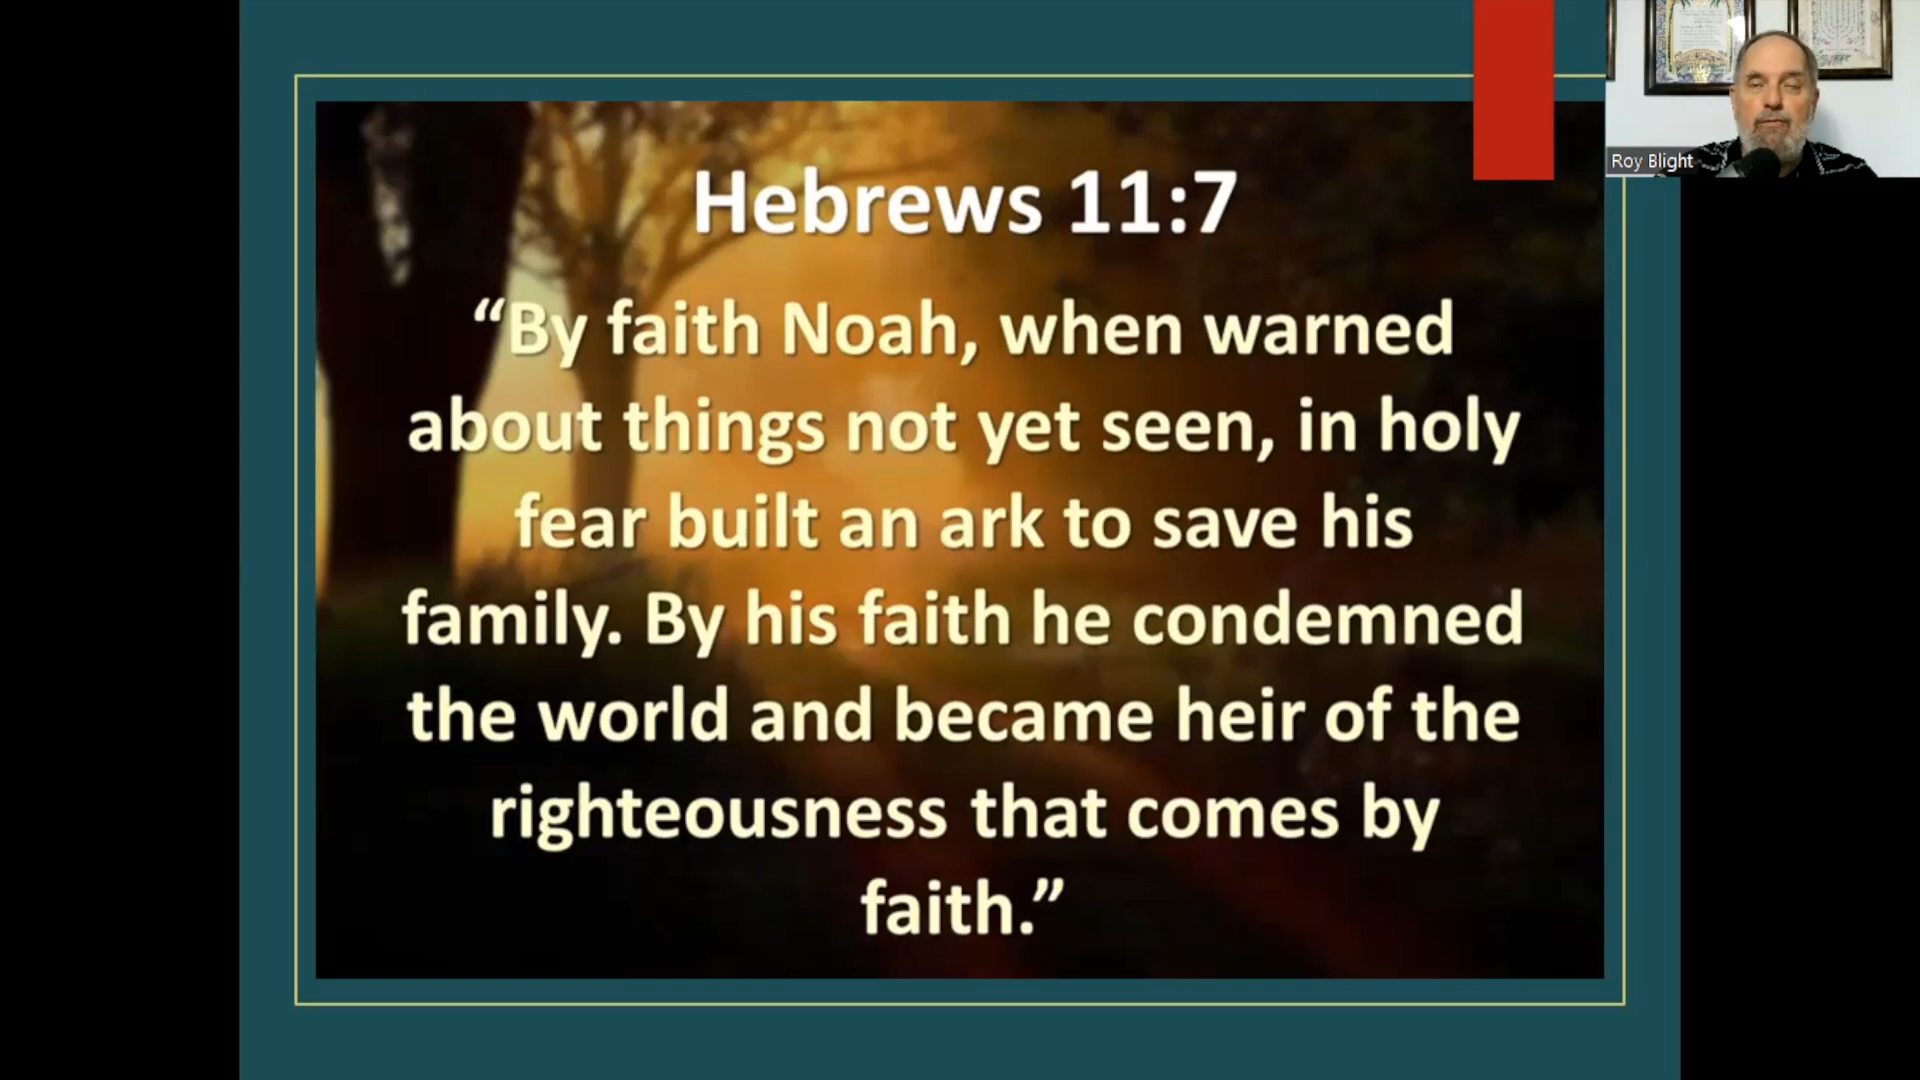 Hebrews 11:7
“By faith Noah, when warned
about things not yet seen, in holy
fear built an ark to save his
family. By his faith he condemned
the world and became heir of the
righteousness that comes by
faith.”
Roy Blight